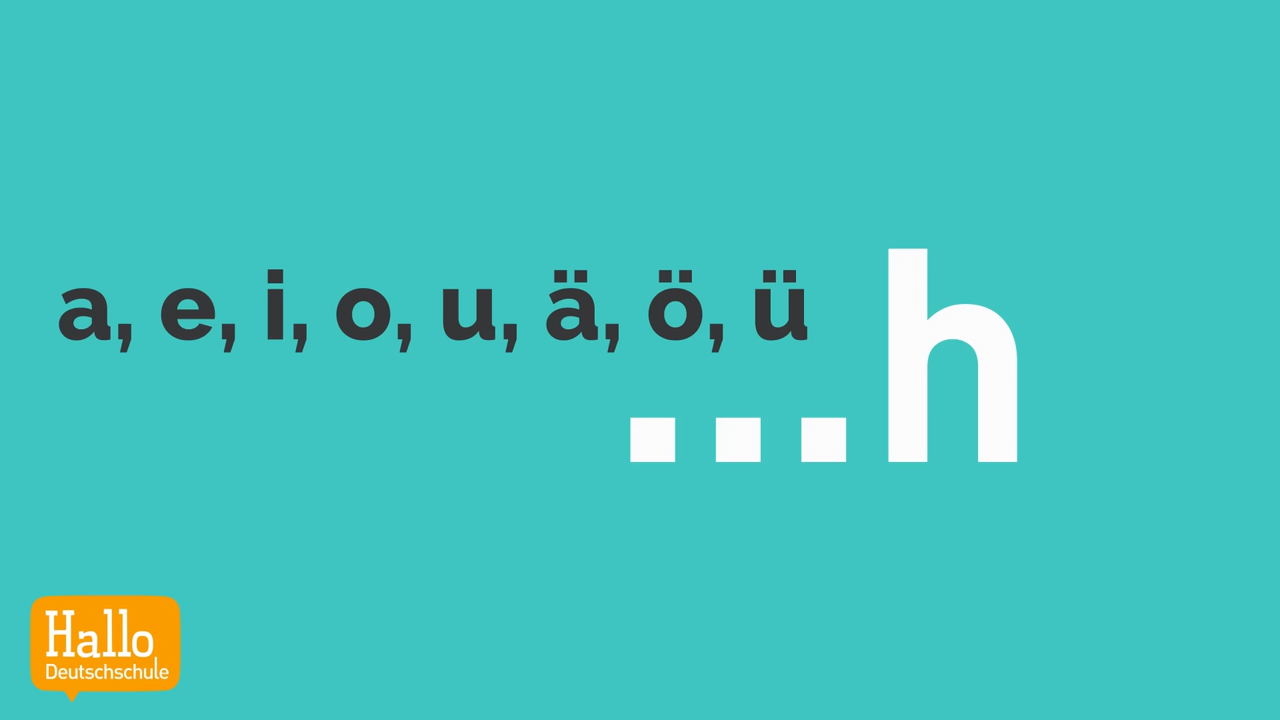 a, e, i, o, u, ä, ö, ü
...h
Hallo
Deutschschule